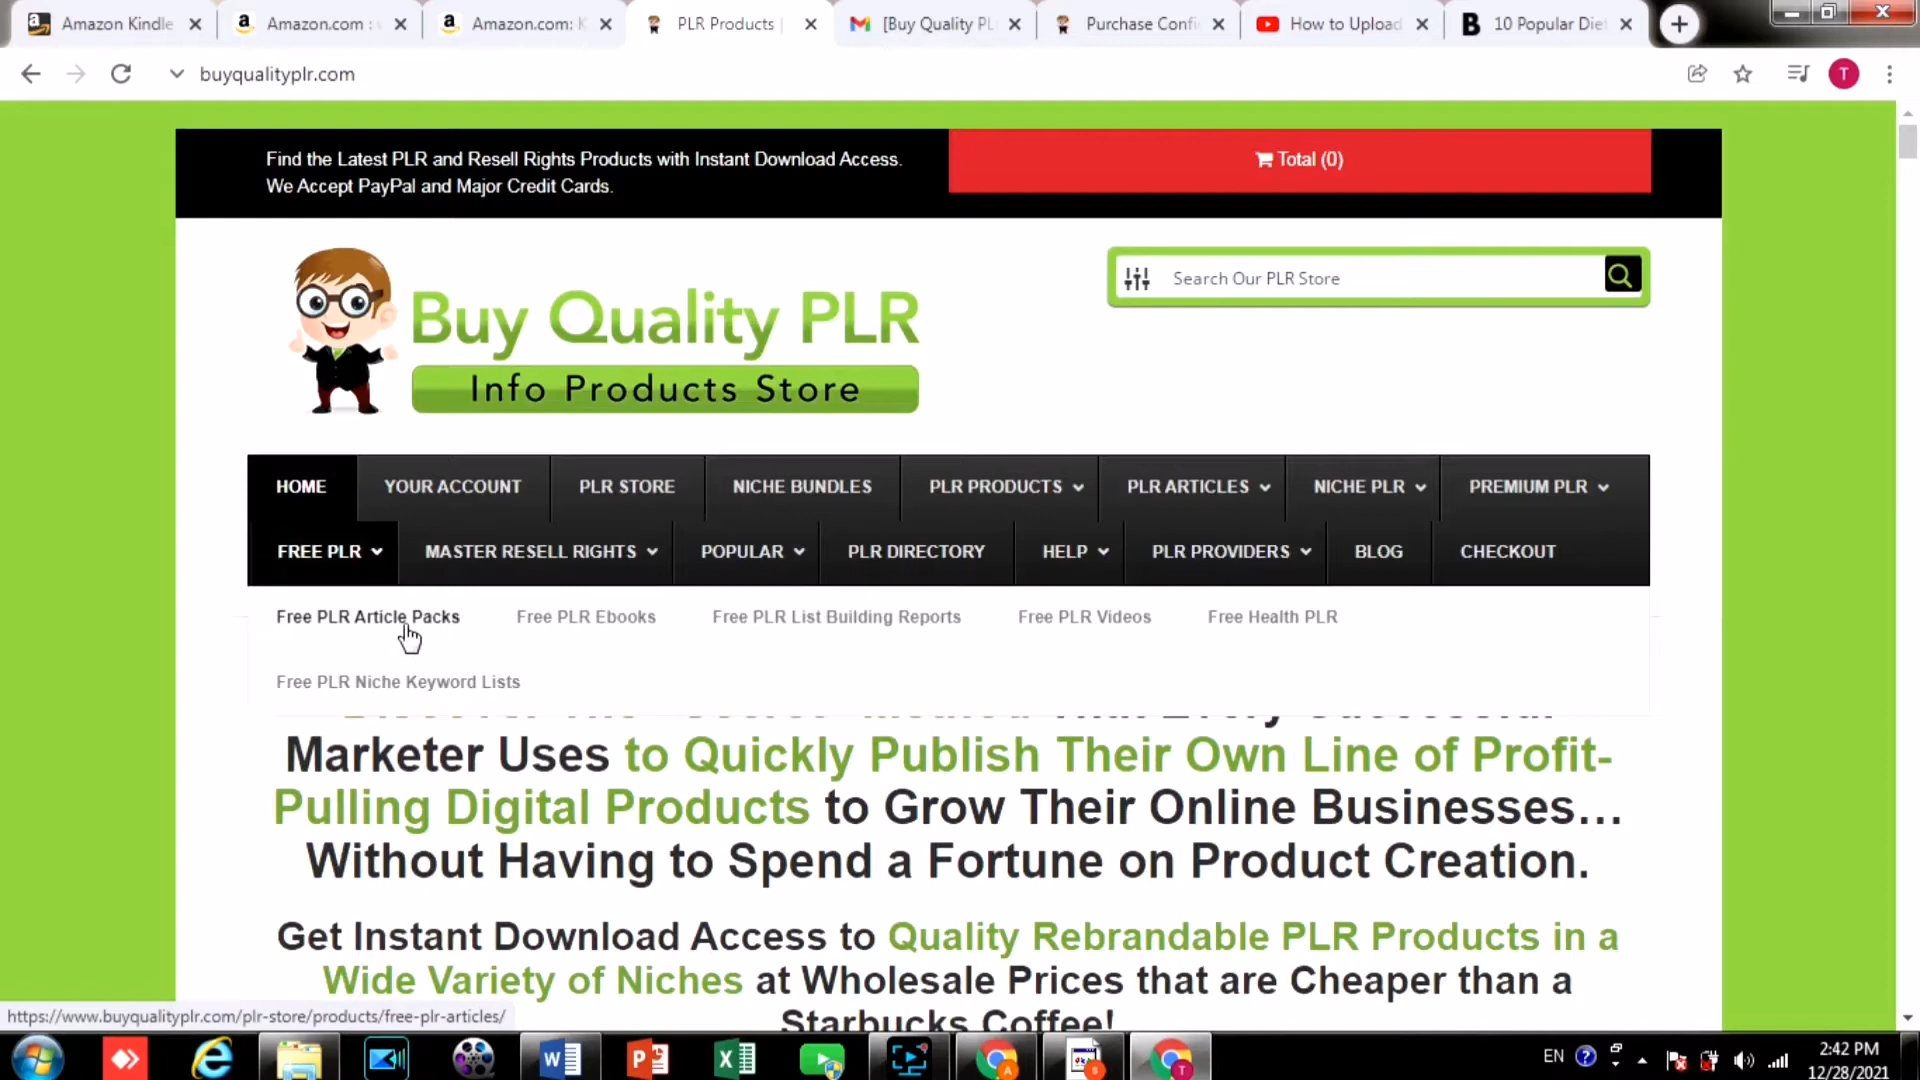 Amazon Kindle
Amazon.com :
Amazon.com:
PLR Products
[Buy Quality PL
Purchase Confi
How to Upload
B
10 Popular Die
buyqualityplr.com
T
Find the Latest PLR and Resell Rights Products with Instant Download Access.
We Accept PayPal and Major Credit Cards.
Total (0)
Buy Quality PLR
Info Products Store
Search Our PLR Store
HOME
YOUR ACCOUNT
PLR STORE
NICHE BUNDLES
PLR PRODUCTS
PLR ARTICLES
NICHE PLR
PREMIUM PLR
FREE PLR
MASTER RESELL RIGHTS
POPULAR
PLR DIRECTORY
HELP
PLR PROVIDERS
BLOG
CHECKOUT
Free PLR Article Packs
Free PLR Ebooks
Free PLR List Building Reports
Free PLR Videos
Free Health PLR
Free PLR Niche Keyword Lists
Marketer Uses to Quickly Publish Their Own Line of Profit-
Pulling Digital Products to Grow Their Online Businesses…
Without Having to Spend a Fortune on Product Creation.
Get Instant Download Access to Quality Rebrandable PLR Products in a
Wide Variety of Niches at Wholesale Prices that are Cheaper than a
Starbucks Coffee!
https://www.buyqualityplr.com/plr-store/products/free-plr-articles/
EN
2:42 PM
12/28/2021